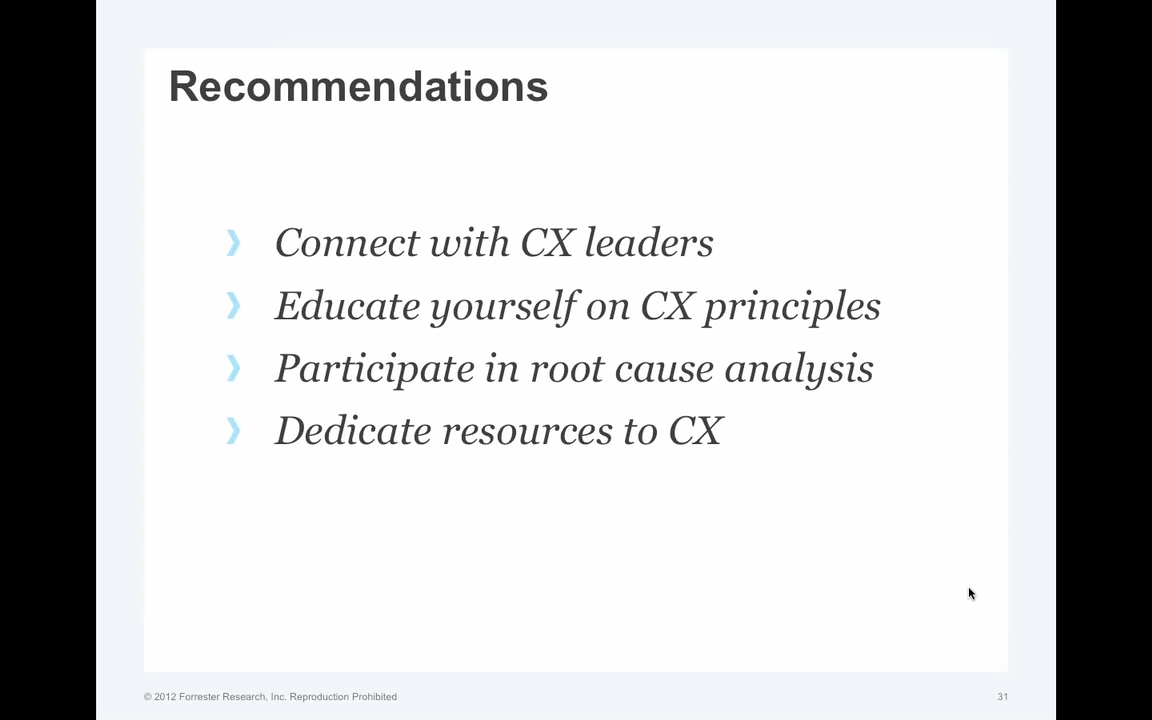 Recommendations
Connect with CX leaders
Educate yourself on CX principles
Participate in root cause analysis
Dedicate resources to CX
© 2012 Forrester Research, Inc. Reproduction Prohibited
31